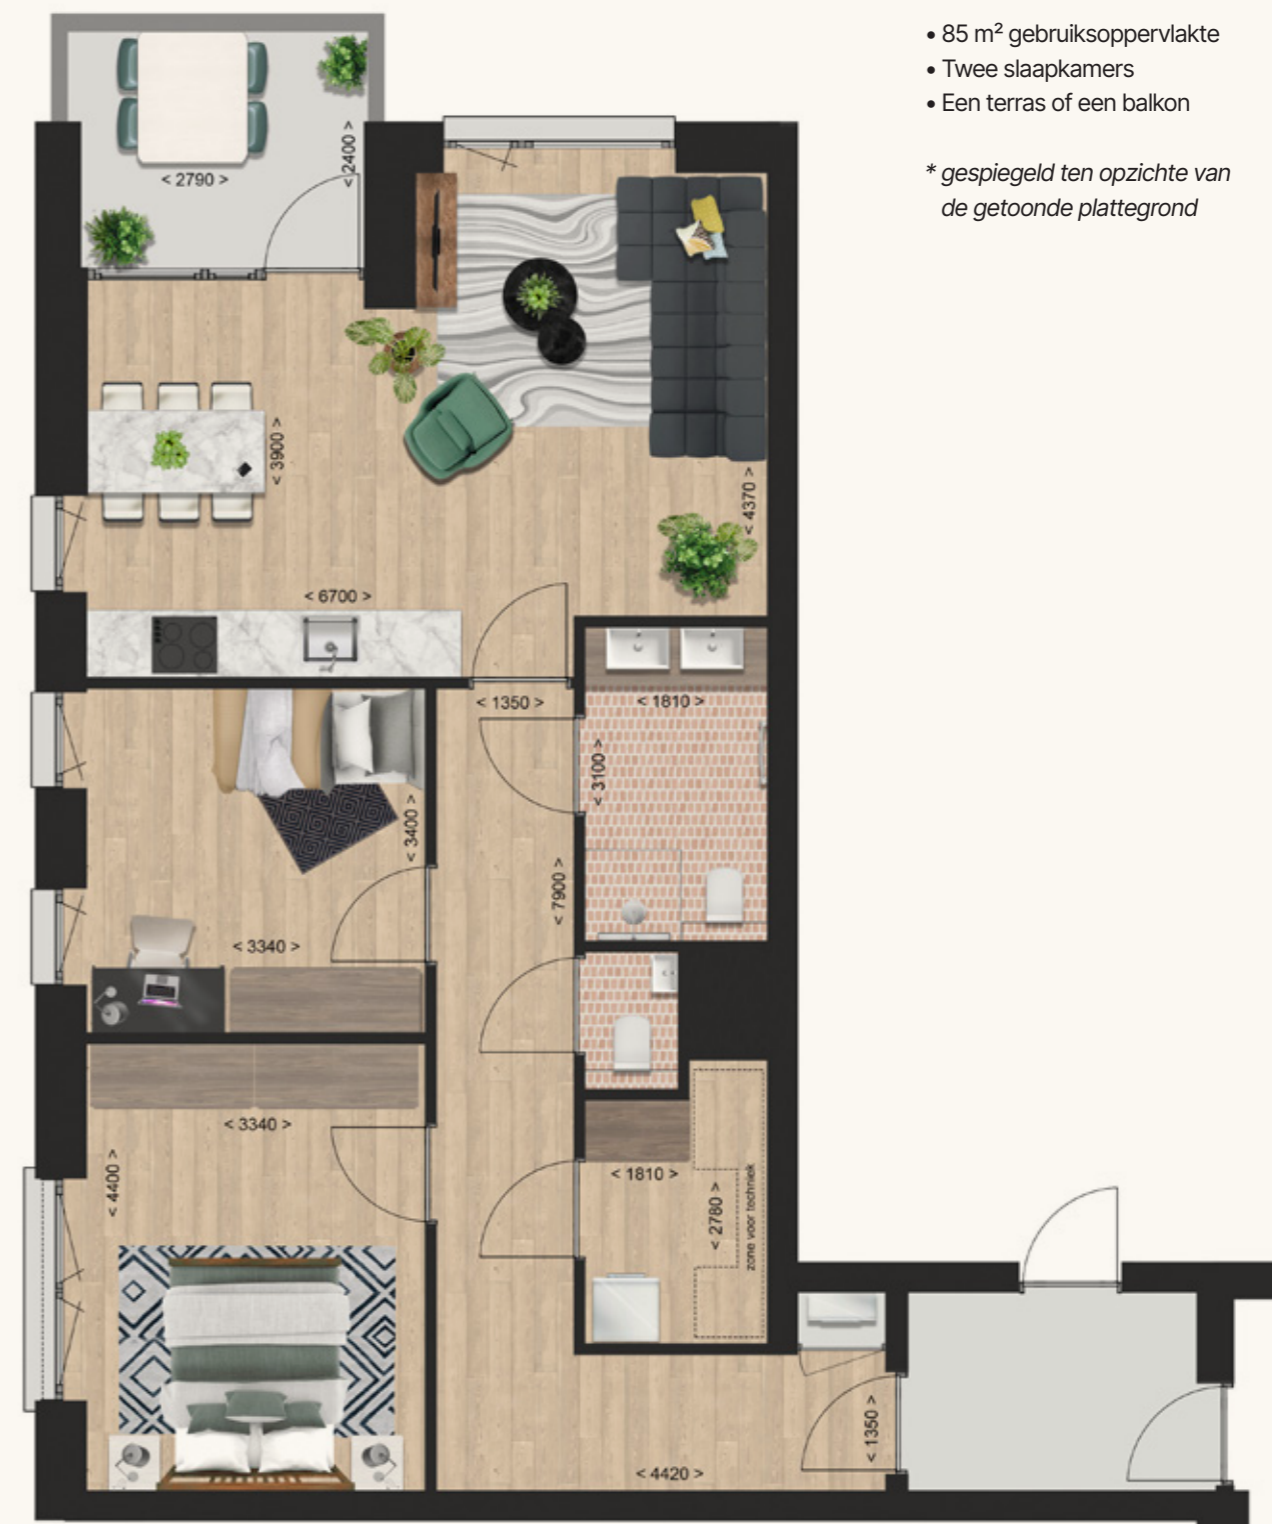 • 85 m² gebruiksoppervlakte
• Twee slaapkamers
• Een terras of een balkon
* gespiegeld ten opzichte van
de getoonde plattegrond
< 2790 >
< 2400 >
< 3900 >
< 4370 >
< 6700 >
< 1350 >
< 1810 >
< 3100 >
< 3400 >
< 7900 >
< 3340 >
< 3340 >
< 4400 >
< 1810 >
< 2780 >
zone voor techniek
< 1350 >
< 4420 >